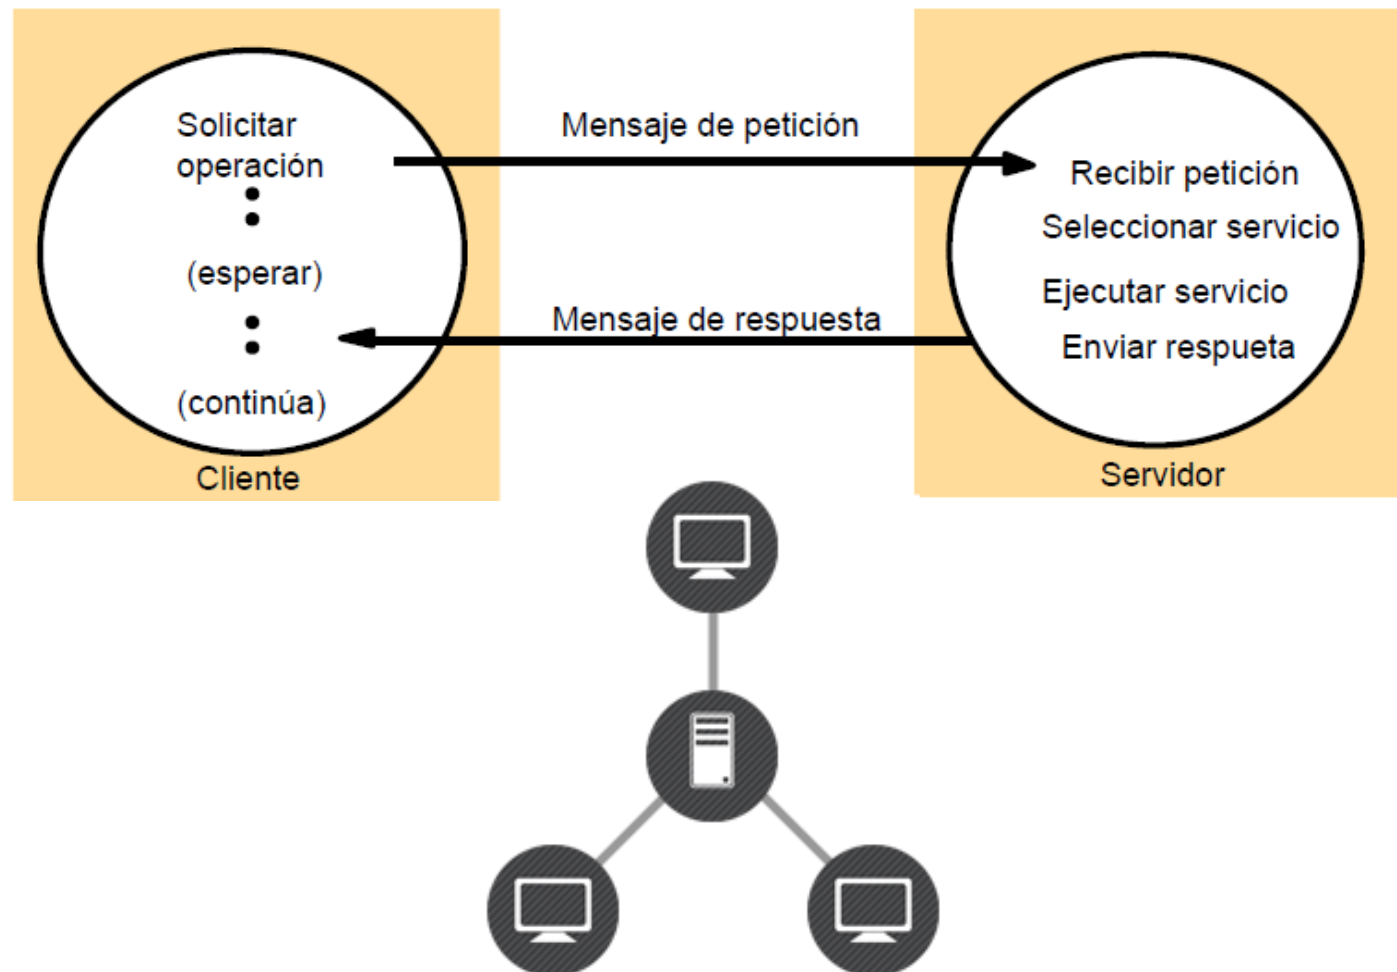 Solicitar
operación
(esperar)
(continúa)
Cliente
Mensaje de petición
Mensaje de respuesta
Recibir petición
Seleccionar servicio
Ejecutar servicio
Enviar respueta
Servidor